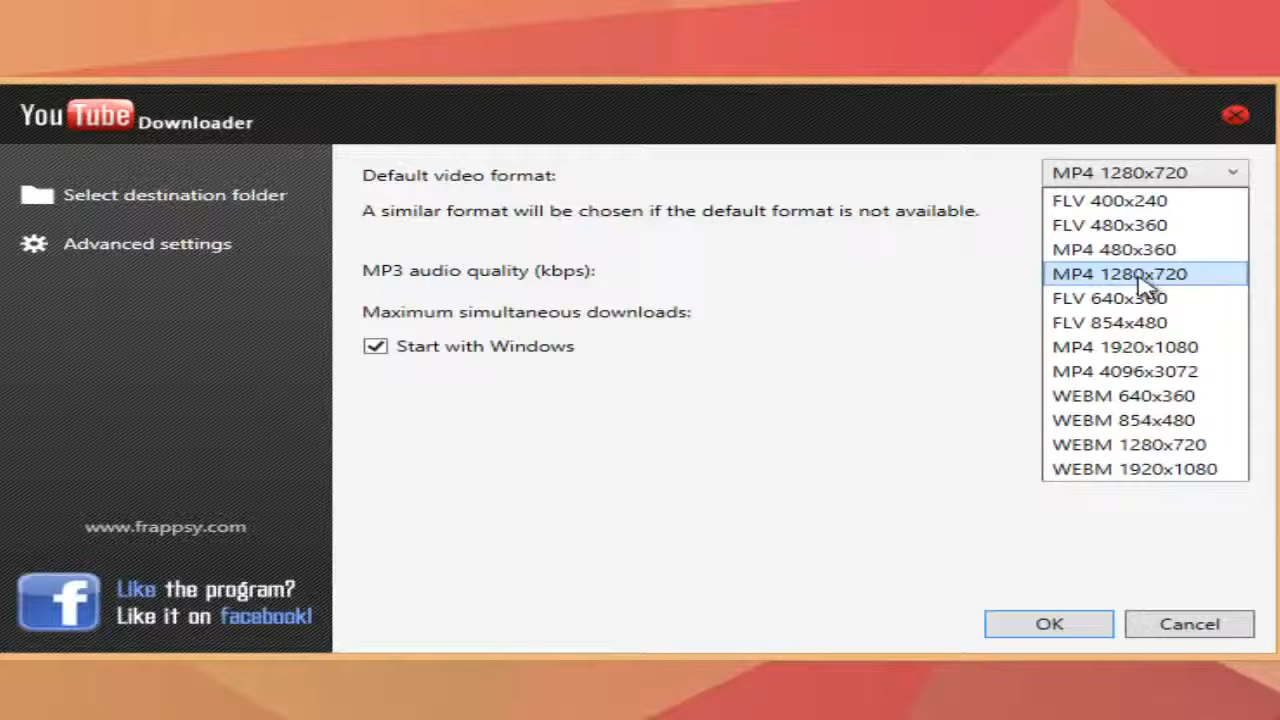 YouTube Downloader
Select destination folder
Advanced settings
www.frappsy.com
Like the program?
Like it on facebook!
Default video format:
A similar format will be chosen if the default format is not available.
MP3 audio quality (kbps):
Maximum simultaneous downloads:
Start with Windows
MP4 1280x720
FLV 400x240
FLV 480x360
MP4 480x360
MP4 1280x720
FLV 640x360
FLV 854x480
MP4 1920x1080
MP4 4096x3072
WEBM 640x360
WEBM 854x480
WEBM 1280x720
WEBM 1920x1080
OK
Cancel